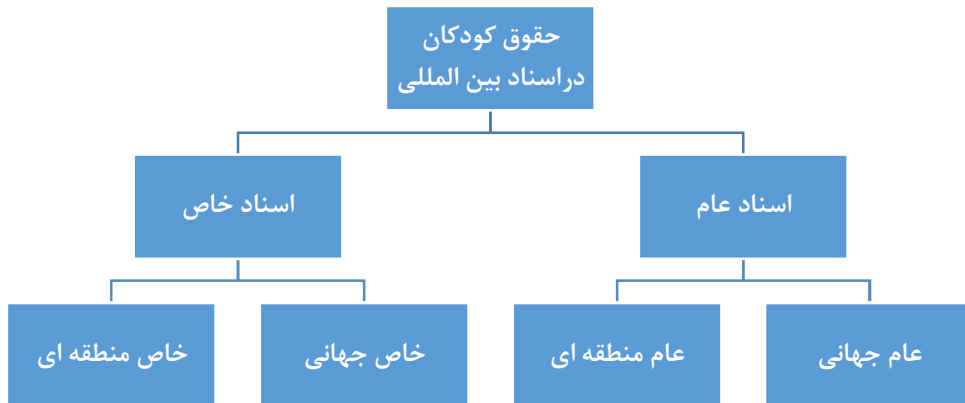 حقوق کودکان
دراسناد بین المللی
اسناد عام
اسناد خاص
عام جهانی
عام منطقه ای
خاص جهانی
خاص منطقه ای